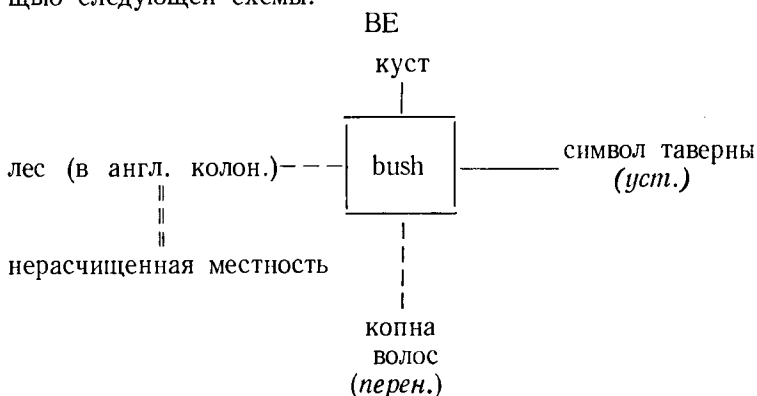 щью следующей схемы:
BE
куст
лес (в англ. колон.)
bush
символ таверны
(уст.)
нерасчищенная местность
копна
волос
(перен.)